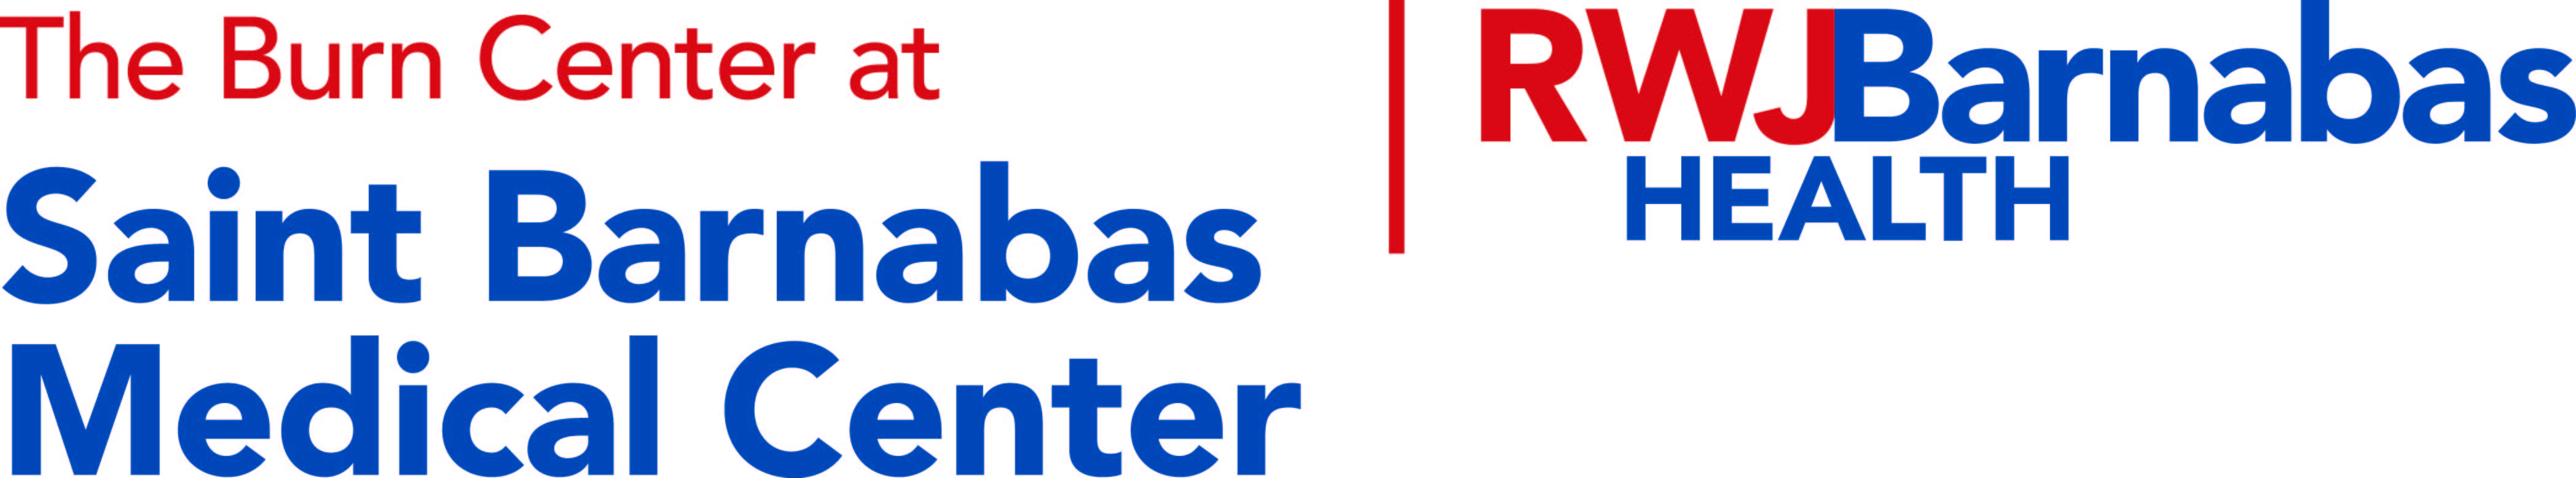 The Burn Center at
Saint Barnabas
Medical Center
RWJBarnabas
HEALTH